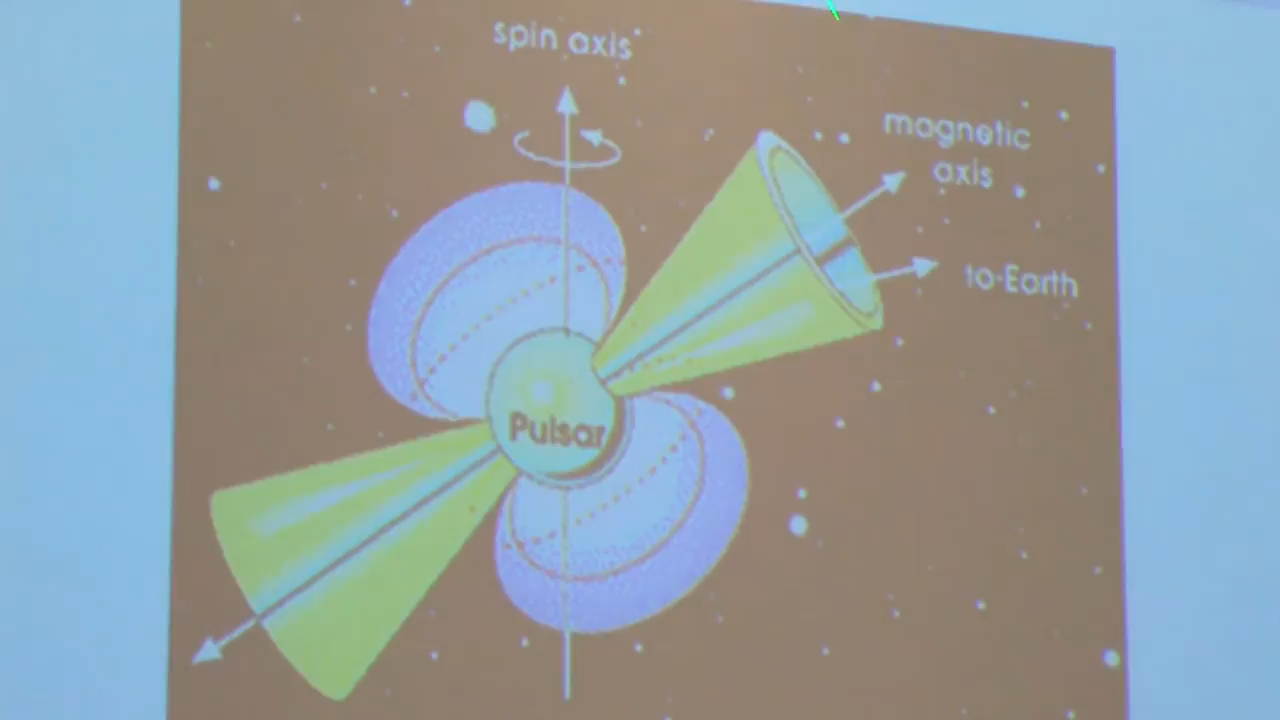 spin axis
magnetic
axis
to Earth
Pulsar